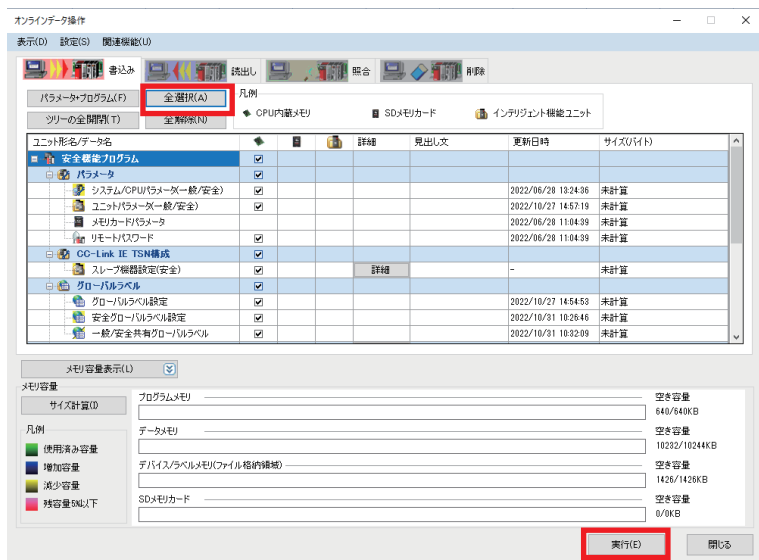 オンラインデータ操作
表示(D) 設定(S) 関連機能(U)
書込み 読出し 照合 削除
パラメータ+プログラム(F) 全選択(A) 凡例
ツリーの全開閉(T) 全解除(N) CPU内蔵メモリ SDメモリカード インテリジェント機能ユニット
ユニット形名/データ名 詳細 見出し文 更新日時 サイズ(バイト)
安全機能プログラム
パラメータ
システム/CPUパラメータ(一般/安全) 2022/06/28 13:24:36 未計算
ユニットパラメータ(一般/安全) 2022/10/27 14:57:19 未計算
メモリカードパラメータ 2022/06/28 11:04:39 未計算
リモートパスワード 2022/06/28 11:04:39 未計算
CC-Link IE TSN構成
スレーブ機器設定(安全) 詳細 - 未計算
グローバルラベル
グローバルラベル設定 2022/10/27 14:54:53 未計算
安全グローバルラベル設定 2022/10/31 10:26:46 未計算
一般/安全共有グローバルラベル 2022/10/31 10:32:09 未計算
メモリ容量表示(L)
メモリ容量
サイズ計算(I) プログラムメモリ 空き容量
640/640KB
凡例 データメモリ 空き容量
使用済み容量 10232/10244KB
増加容量 デバイス/ラベルメモリ(ファイル格納領域) 空き容量
減少容量 1426/1426KB
残容量5%以下 SDメモリカード 空き容量
0/0KB
実行(E) 閉じる